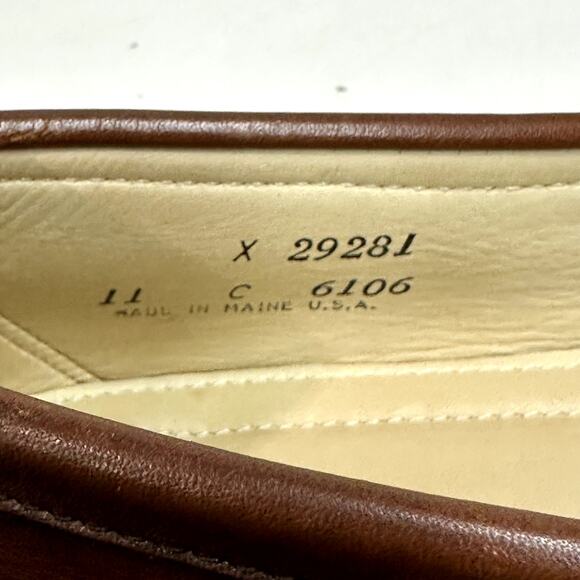 X 29281
11 C 6106
MADE IN MAINE U.S.A.